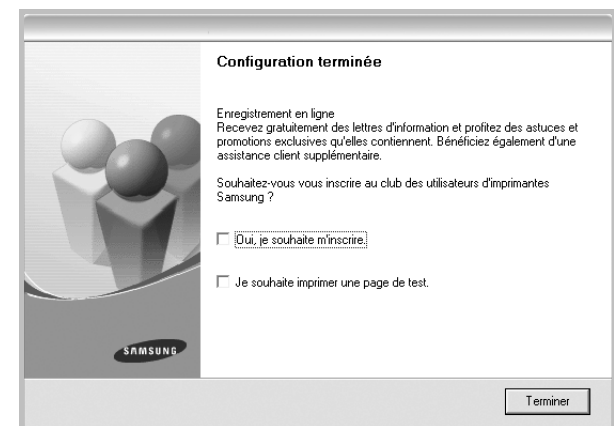 Configuration terminée
Enregistrement en ligne
Recevez gratuitement des lettres d'information et profitez des astuces et
promotions exclusives qu'elles contiennent. Bénéficiez également d'une
assistance client supplémentaire.
Souhaitez-vous vous inscrire au club des utilisateurs d'imprimantes
Samsung ?
Oui, je souhaite m'inscrire.
Je souhaite imprimer une page de test.
SAMSUNG
Terminer